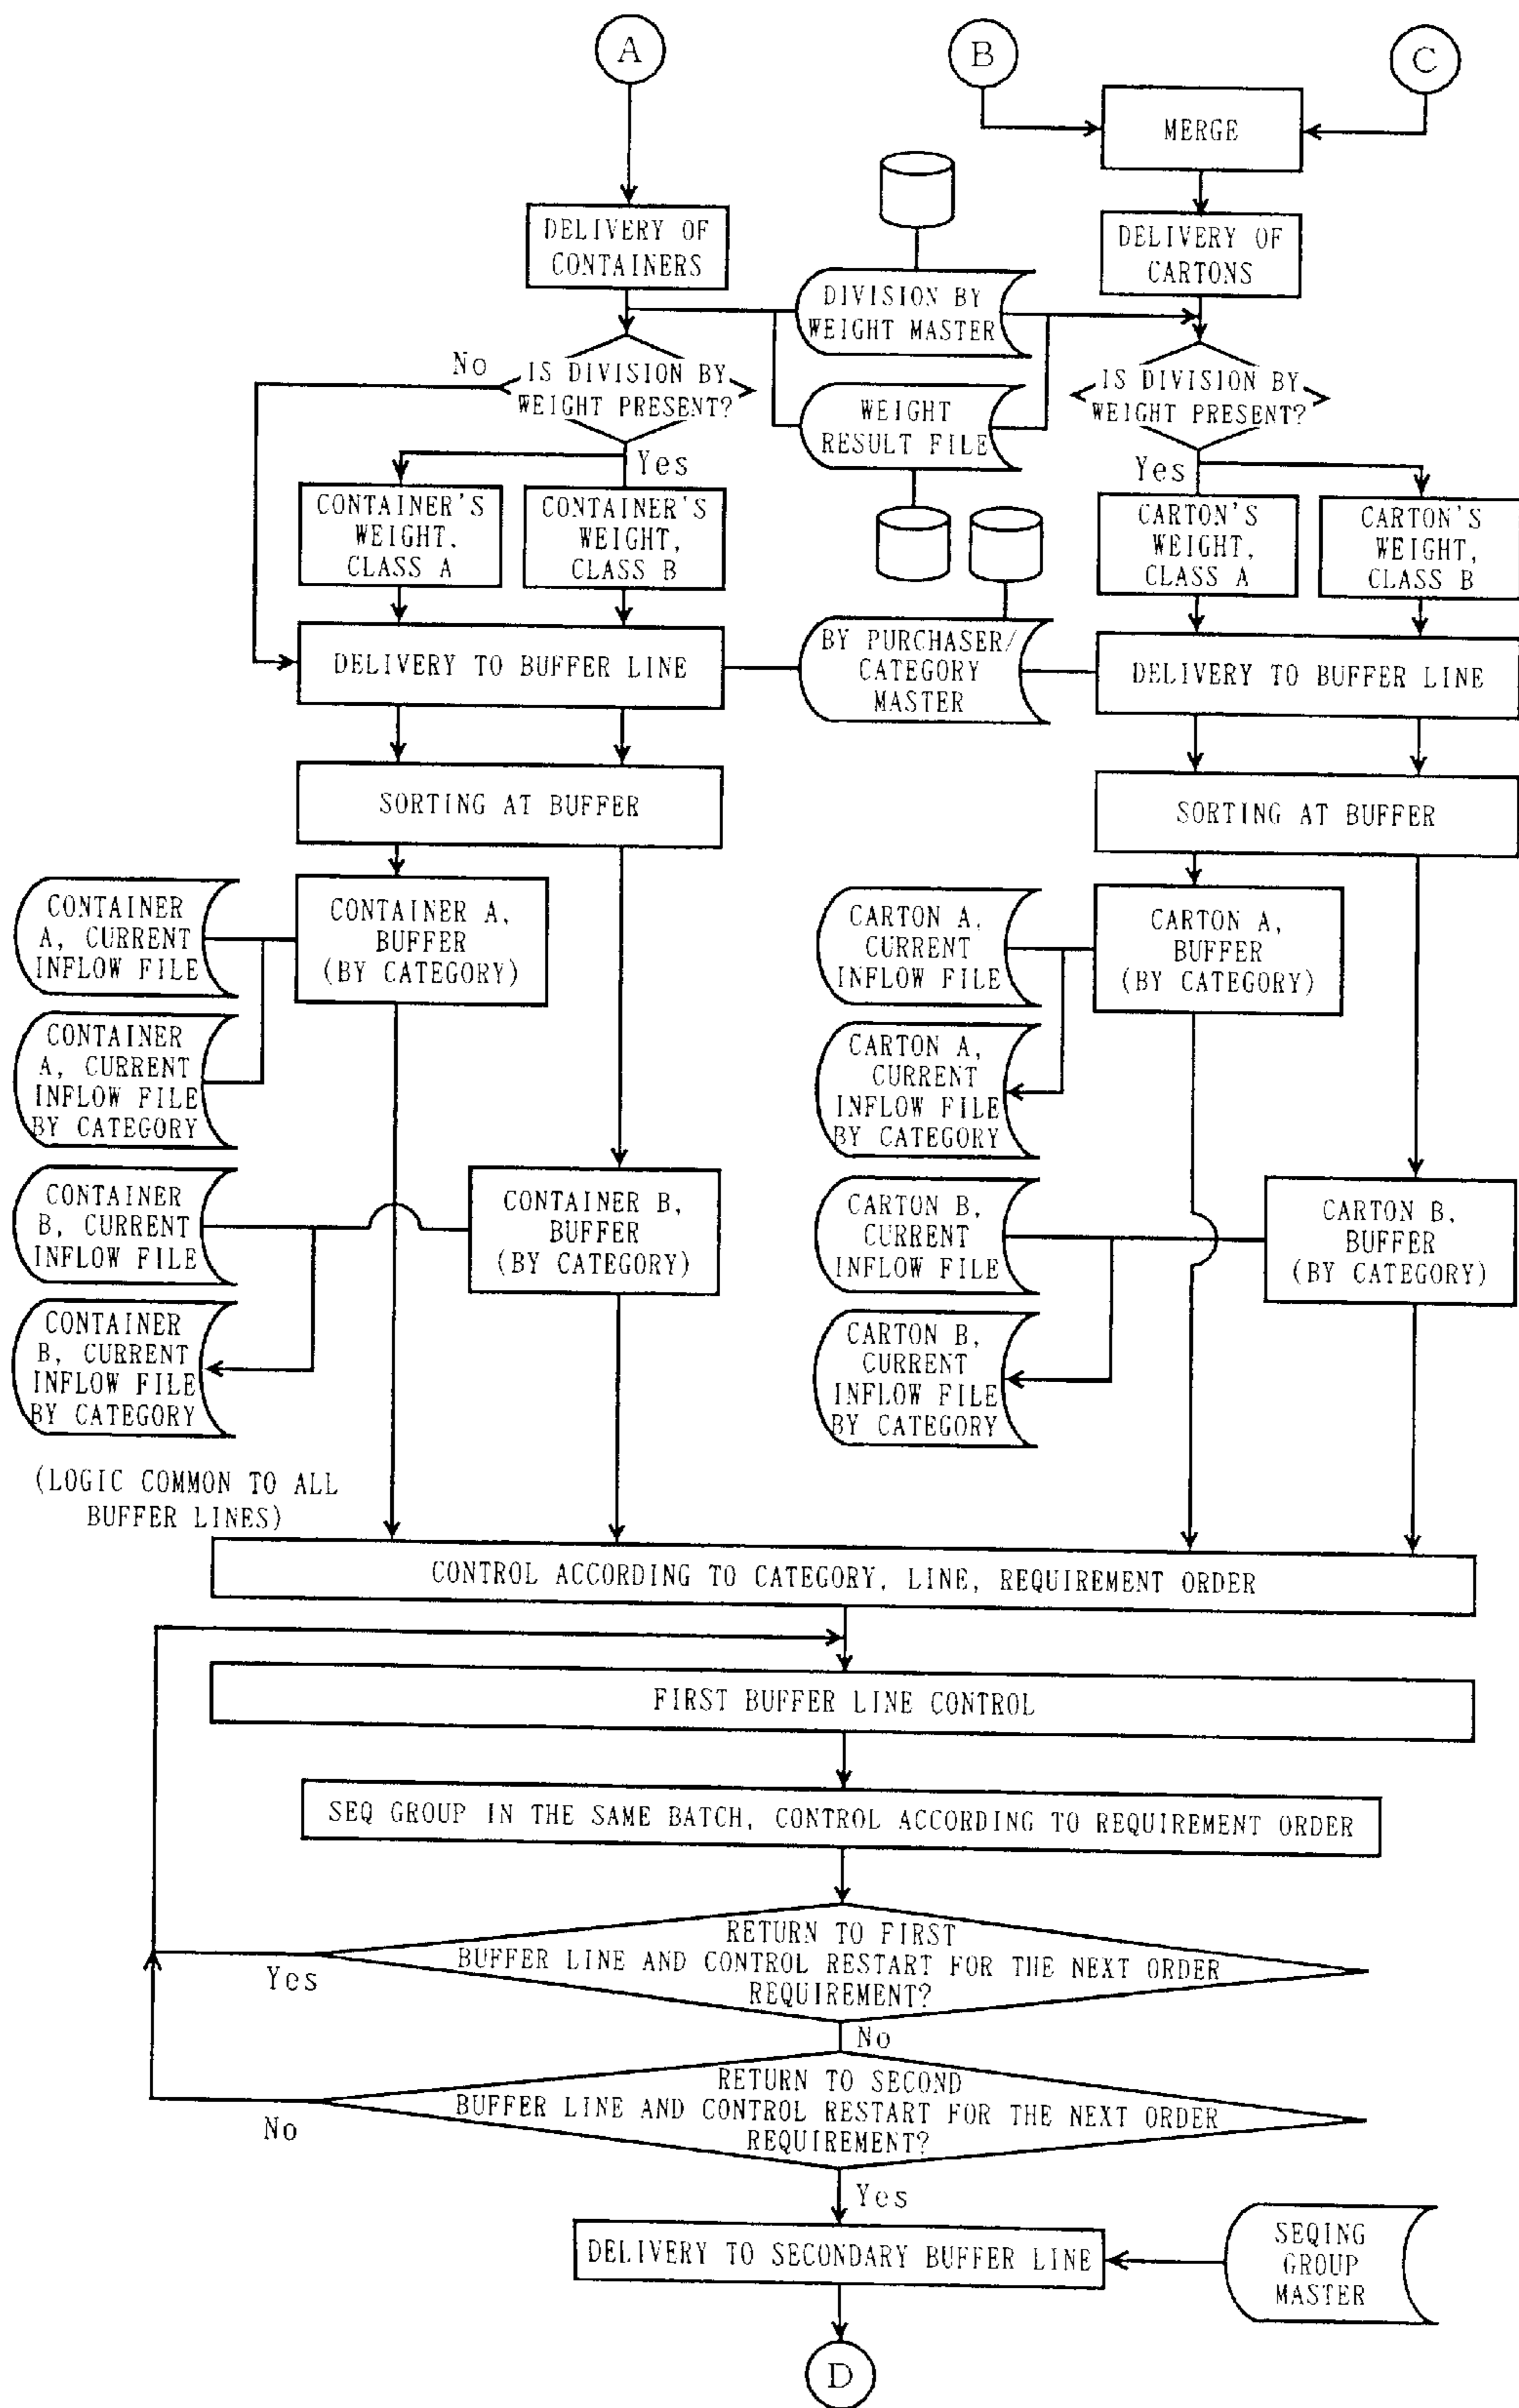 A
B
C
MERGE
DELIVERY OF
CONTAINERS
DELIVERY OF
CARTONS
DIVISION BY
WEIGHT MASTER
No
IS DIVISION BY
WEIGHT PRESENT?
WEIGHT
RESULT FILE
IS DIVISION BY
WEIGHT PRESENT?
Yes
Yes
CONTAINER'S
WEIGHT.
CLASS A
CONTAINER'S
WEIGHT,
CLASS B
CARTON'S
WEIGHT,
CLASS A
CARTON'S
WEIGHT,
CLASS B
DELIVERY TO BUFFER LINE
BY PURCHASER/
CATEGORY
MASTER
DELIVERY TO BUFFER LINE
SORTING AT BUFFER
SORTING AT BUFFER
CONTAINER
A, CURRENT
INFLOW FILE
CONTAINER A,
BUFFER
(BY CATEGORY)
CARTON A,
CURRENT
INFLOW FILE
CARTON A,
BUFFER
(BY CATEGORY)
CONTAINER
A, CURRENT
INFLOW FILE
BY CATEGORY
CARTON A,
CURRENT
INFLOW FILE
BY CATEGORY
CONTAINER
B, CURRENT
INFLOW FILE
CONTAINER B,
BUFFER
(BY CATEGORY)
CARTON B,
CURRENT
INFLOW FILE
CARTON B,
BUFFER
(BY CATEGORY)
CONTAINER
B, CURRENT
INFLOW FILE
BY CATEGORY
CARTON B,
CURRENT
INFLOW FILE
BY CATEGORY
(LOGIC COMMON TO ALL
BUFFER LINES)
CONTROL ACCORDING TO CATEGORY, LINE, REQUIREMENT ORDER
FIRST BUFFER LINE CONTROL
SEQ GROUP IN THE SAME BATCH, CONTROL ACCORDING TO REQUIREMENT ORDER
RETURN TO FIRST
BUFFER LINE AND CONTROL RESTART FOR THE NEXT ORDER
REQUIREMENT?
Yes
No
RETURN TO SECOND
BUFFER LINE AND CONTROL RESTART FOR THE NEXT ORDER
REQUIREMENT?
No
Yes
DELIVERY TO SECONDARY BUFFER LINE
SEQING
GROUP
MASTER
D